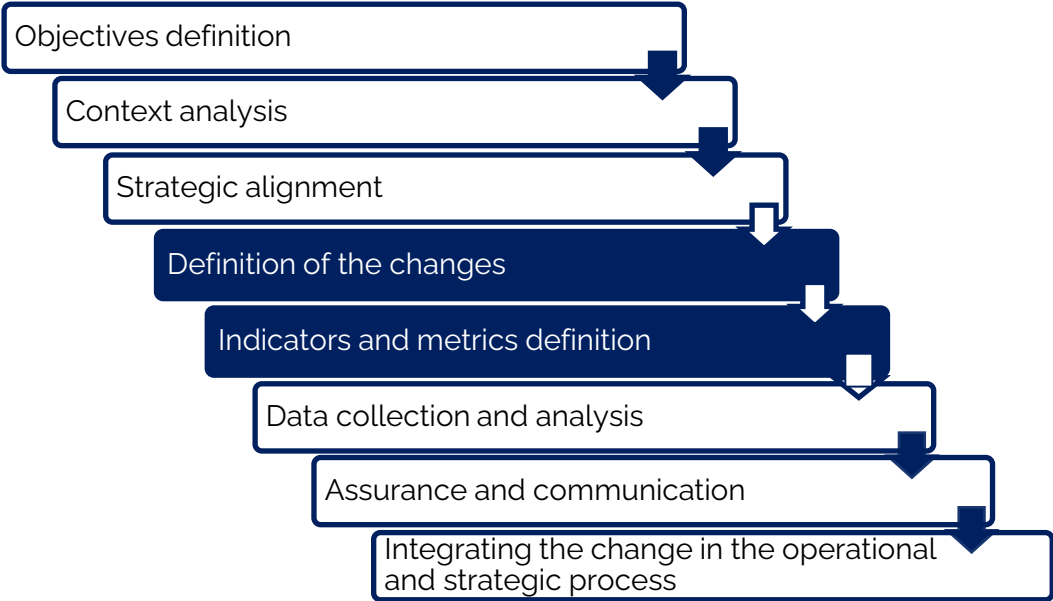 Objectives definition
Context analysis
Strategic alignment
Definition of the changes
Indicators and metrics definition
Data collection and analysis
Assurance and communication
Integrating the change in the operational
and strategic process